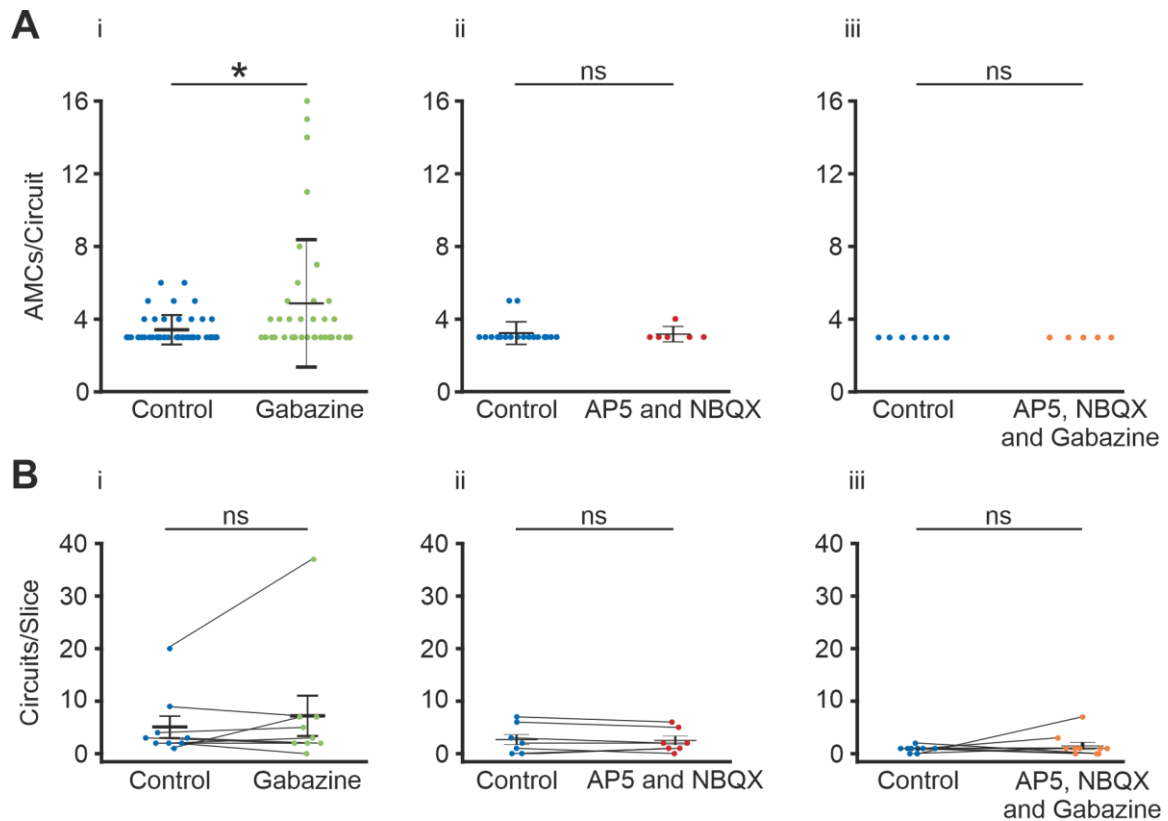 A
i
ii
iii
*
ns
ns
AMCs/Circuit
16
12
8
4
0
Control
Gabazine
16
12
8
4
0
Control
AP5 and NBQX
16
12
8
4
0
Control
AP5, NBQX
and Gabazine
B
i
ii
iii
ns
ns
ns
Circuits/Slice
40
30
20
10
0
Control
Gabazine
40
30
20
10
0
Control
AP5 and NBQX
40
30
20
10
0
Control
AP5, NBQX
and Gabazine